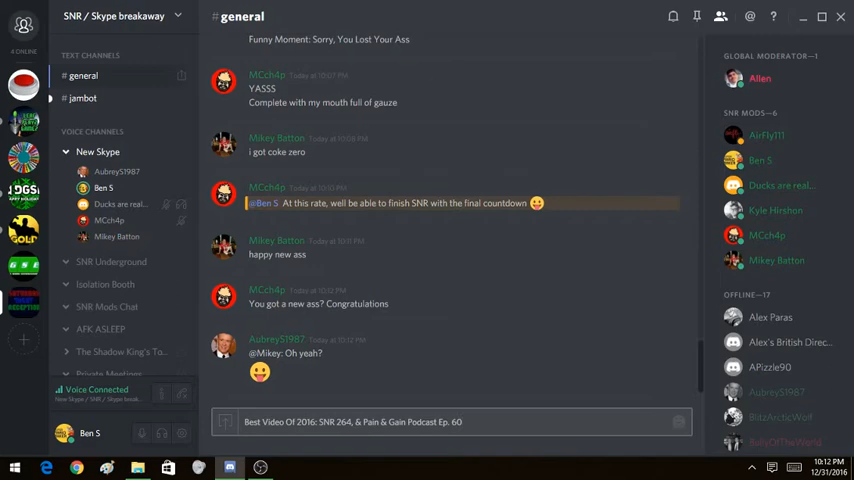 SNR / Skype breakaway
4 ONLINE
TEXT CHANNELS
# general
# jambot
VOICE CHANNELS
New Skype
AubreyS1987
Ben S
Ducks are real...
MCch4p
Mikey Batton
SNR Underground
Isolation Booth
SNR Mods Chat
AFK ASLEEP
The Shadow King's To...
Private Meetings
Voice Connected
New Skype / SNR / Skype break...
Ben S
#general
Funny Moment: Sorry, You Lost Your Ass
MCch4p Today at 10:07 PM
YASSS
Complete with my mouth full of gauze
Mikey Batton Today at 10:08 PM
i got coke zero
MCch4p Today at 10:10 PM
@Ben S At this rate, well be able to finish SNR with the final countdown
Mikey Batton Today at 10:11 PM
happy new ass
MCch4p Today at 10:12 PM
You got a new ass? Congratulations
AubreyS1987 Today at 10:12 PM
@Mikey: Oh yeah?
Best Video Of 2016: SNR 264, & Pain & Gain Podcast Ep. 60
GLOBAL MODERATOR—1
Allen
SNR MODS—6
AirFly111
Ben S
Ducks are real...
Kyle Hirshon
MCch4p
Mikey Batton
OFFLINE—17
Alex Paras
Alex's British Direc...
APizzle90
AubreyS1987
BlitzArcticWolf
BullyOfTheWorld
10:12 PM
12/31/2016